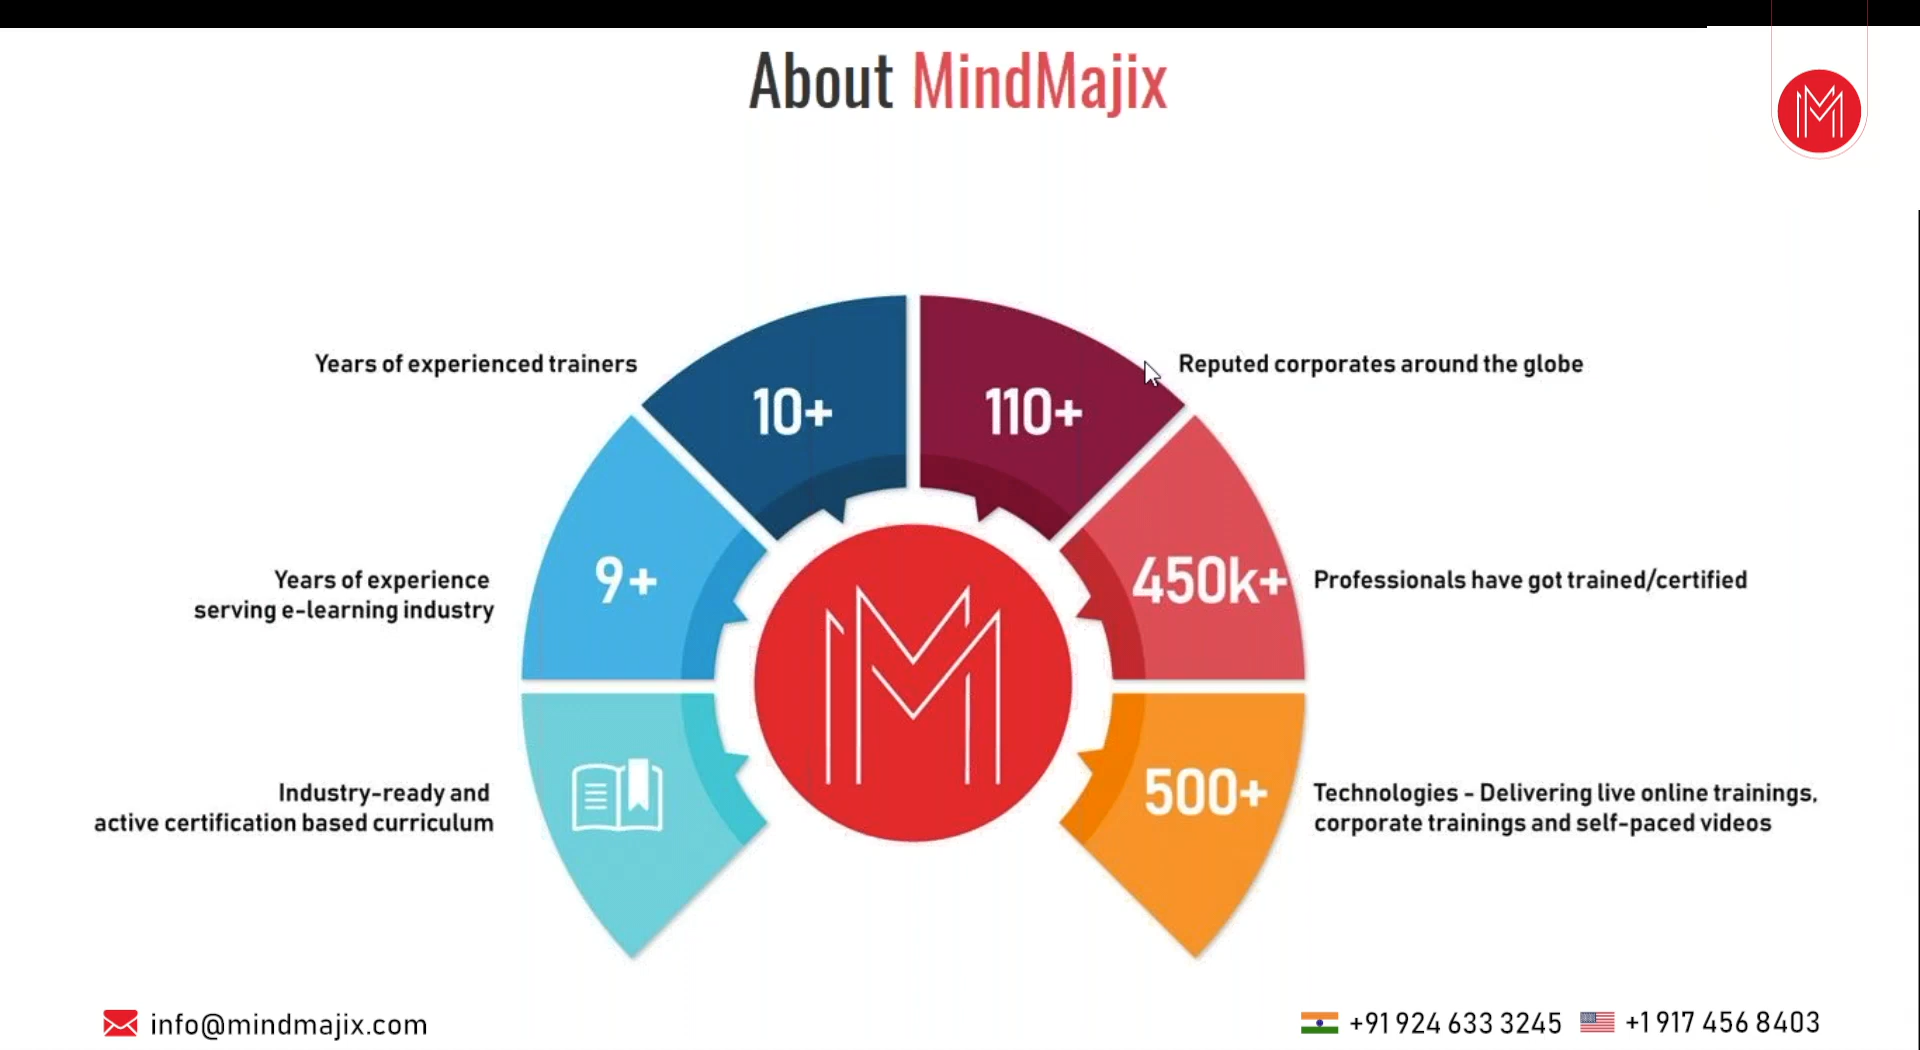 About MindMajix
Years of experienced trainers
10+
110+
Reputed corporates around the globe
Years of experience
serving e-learning industry
9+
450k+
Professionals have got trained/certified
Industry-ready and
active certification based curriculum
500+
Technologies - Delivering live online trainings,
corporate trainings and self-paced videos
info@mindmajix.com
+91 924 633 3245
+1 917 456 8403